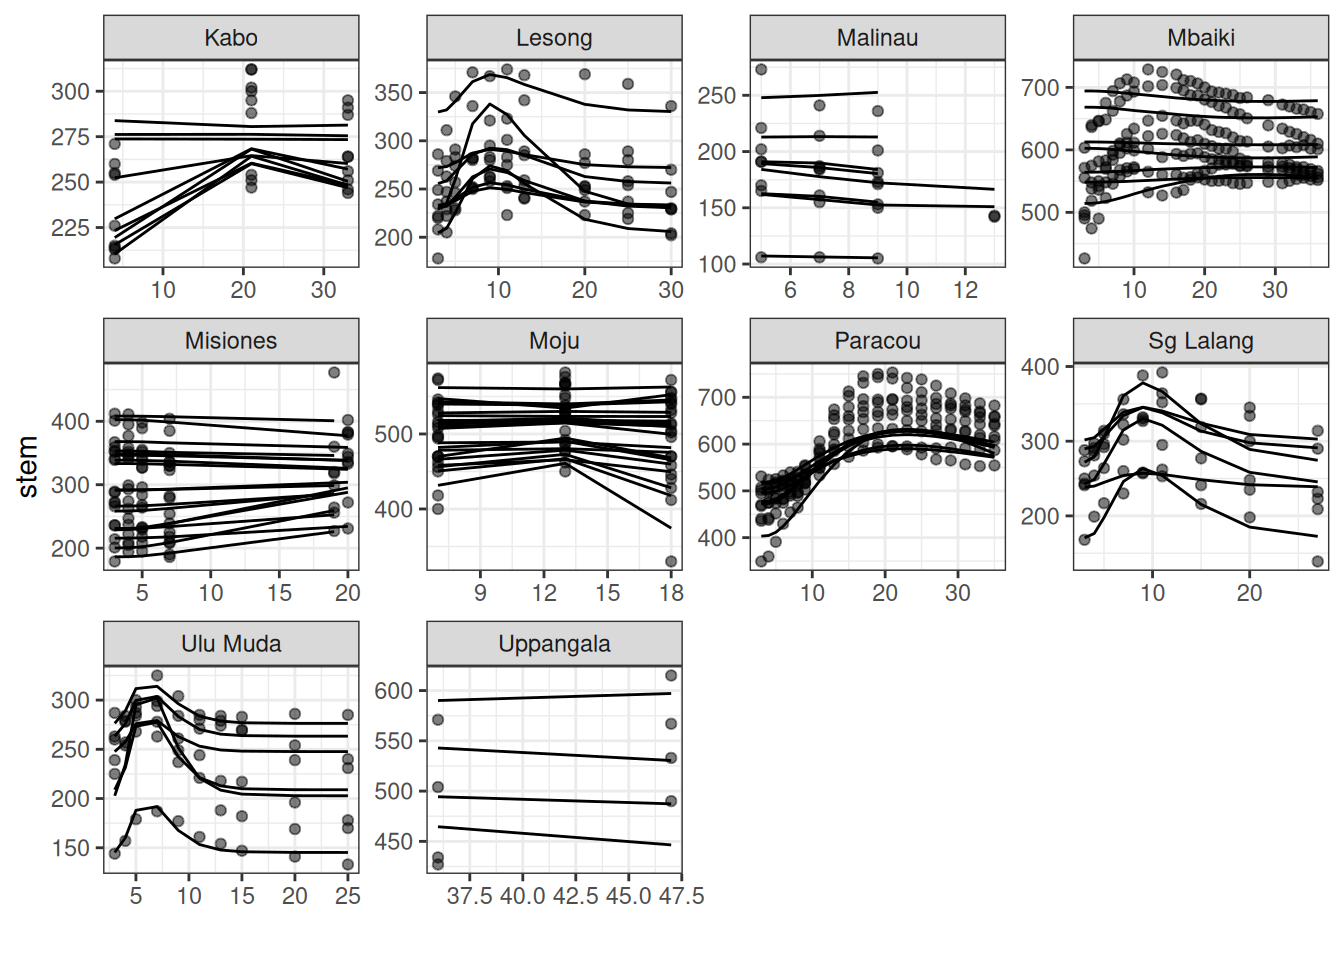 Kabo Lesong Malinau Mbaiki
300
275
250
225
350
300
250
200
250
200
150
100
700
600
500
10 20 30
10 20 30
6 8 10 12
10 20 30
Misiones Moju Paracou Sg Lalang
400
300
200
500
400
700
600
500
400
400
300
200
5 10 15 20
9 12 15 18
10 20 30
10 20
stem
Ulu Muda Uppangala
300
250
200
150
600
550
500
450
5 10 15 20 25
37.5 40.0 42.5 45.0 47.5